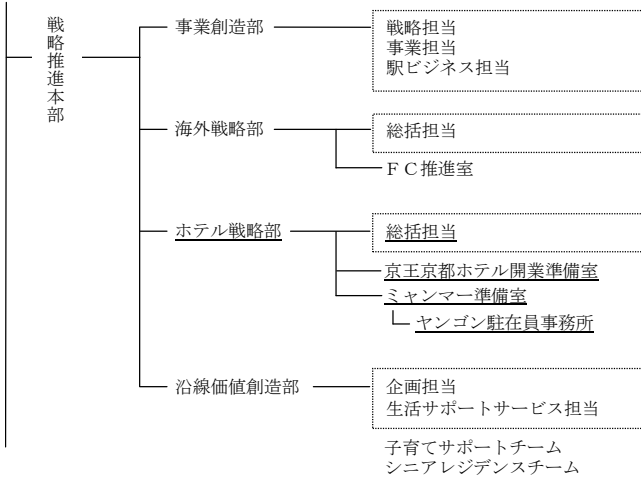 戦略推進本部
事業創造部
戦略担当
事業担当
駅ビジネス担当
海外戦略部
総括担当
ＦＣ推進室
ホテル戦略部
総括担当
京王京都ホテル開業準備室
ミャンマー準備室
ヤンゴン駐在員事務所
沿線価値創造部
企画担当
生活サポートサービス担当
子育てサポートチーム
シニアレジデンスチーム